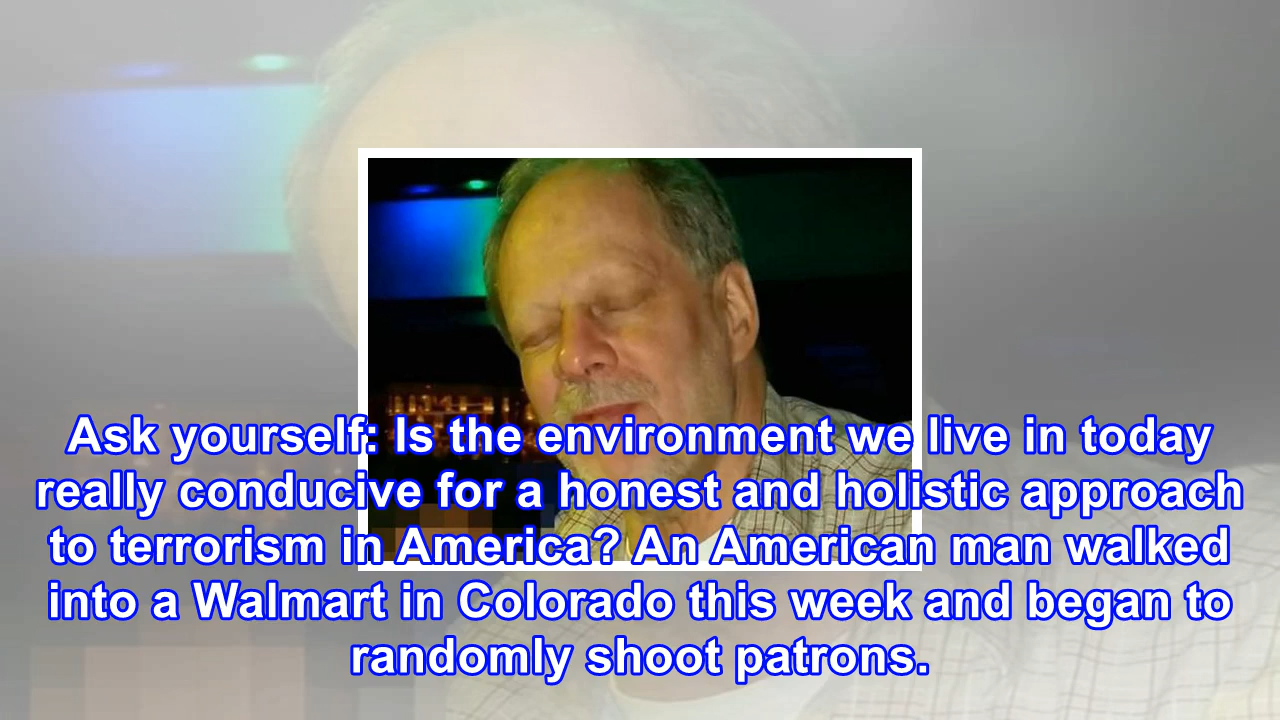 Ask yourself: Is the environment we live in today
really conducive for a honest and holistic approach
to terrorism in America? An American man walked
into a Walmart in Colorado this week and began to
randomly shoot patrons.